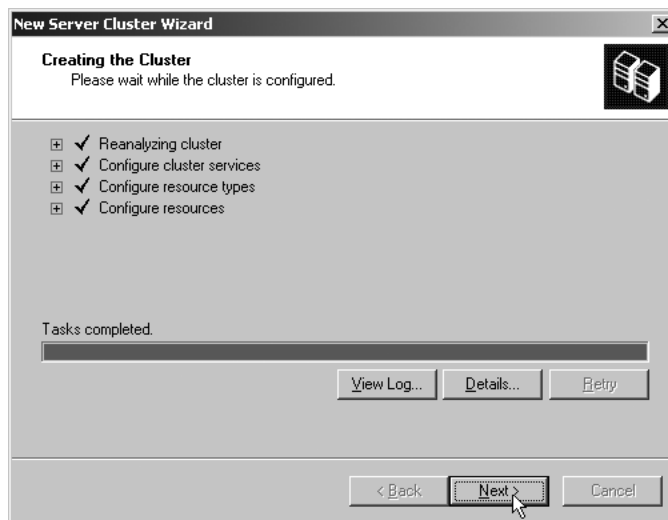 New Server Cluster Wizard
Creating the Cluster
Please wait while the cluster is configured.
Reanalyzing cluster
Configure cluster services
Configure resource types
Configure resources
Tasks completed.
View Log... Details... Retry
< Back Next > Cancel